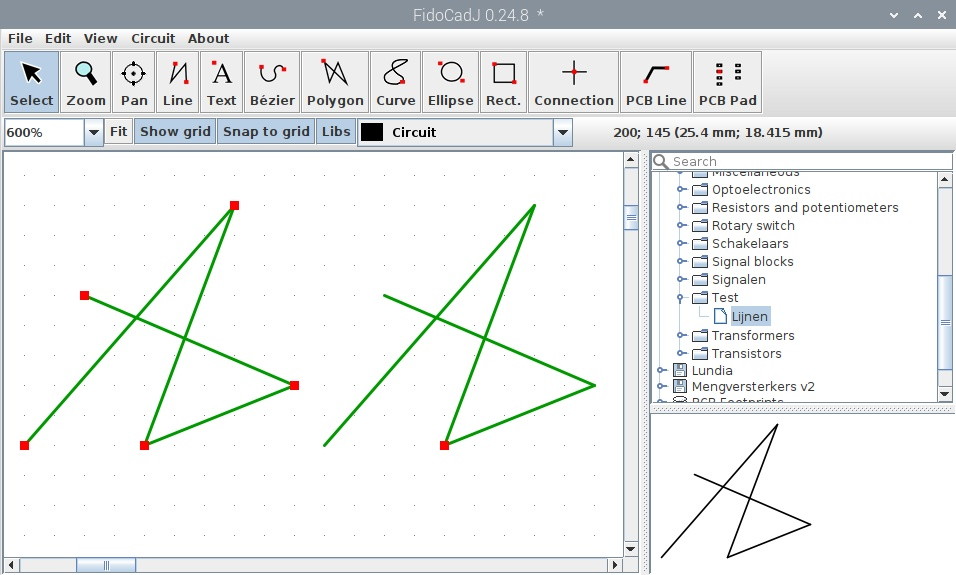 FidoCadJ 0.24.8 *
File Edit View Circuit About
Select Zoom Pan Line Text Bézier Polygon Curve Ellipse Rect. Connection PCB Line PCB Pad
600% Fit Show grid Snap to grid Libs Circuit 200; 145 (25.4 mm; 18.415 mm)
Search
Miscellaneous
Optoelectronics
Resistors and potentiometers
Rotary switch
Schakelaars
Signal blocks
Signalen
Test
Lijnen
Transformers
Transistors
Lundia
Mengversterkers v2
PCB Footprints